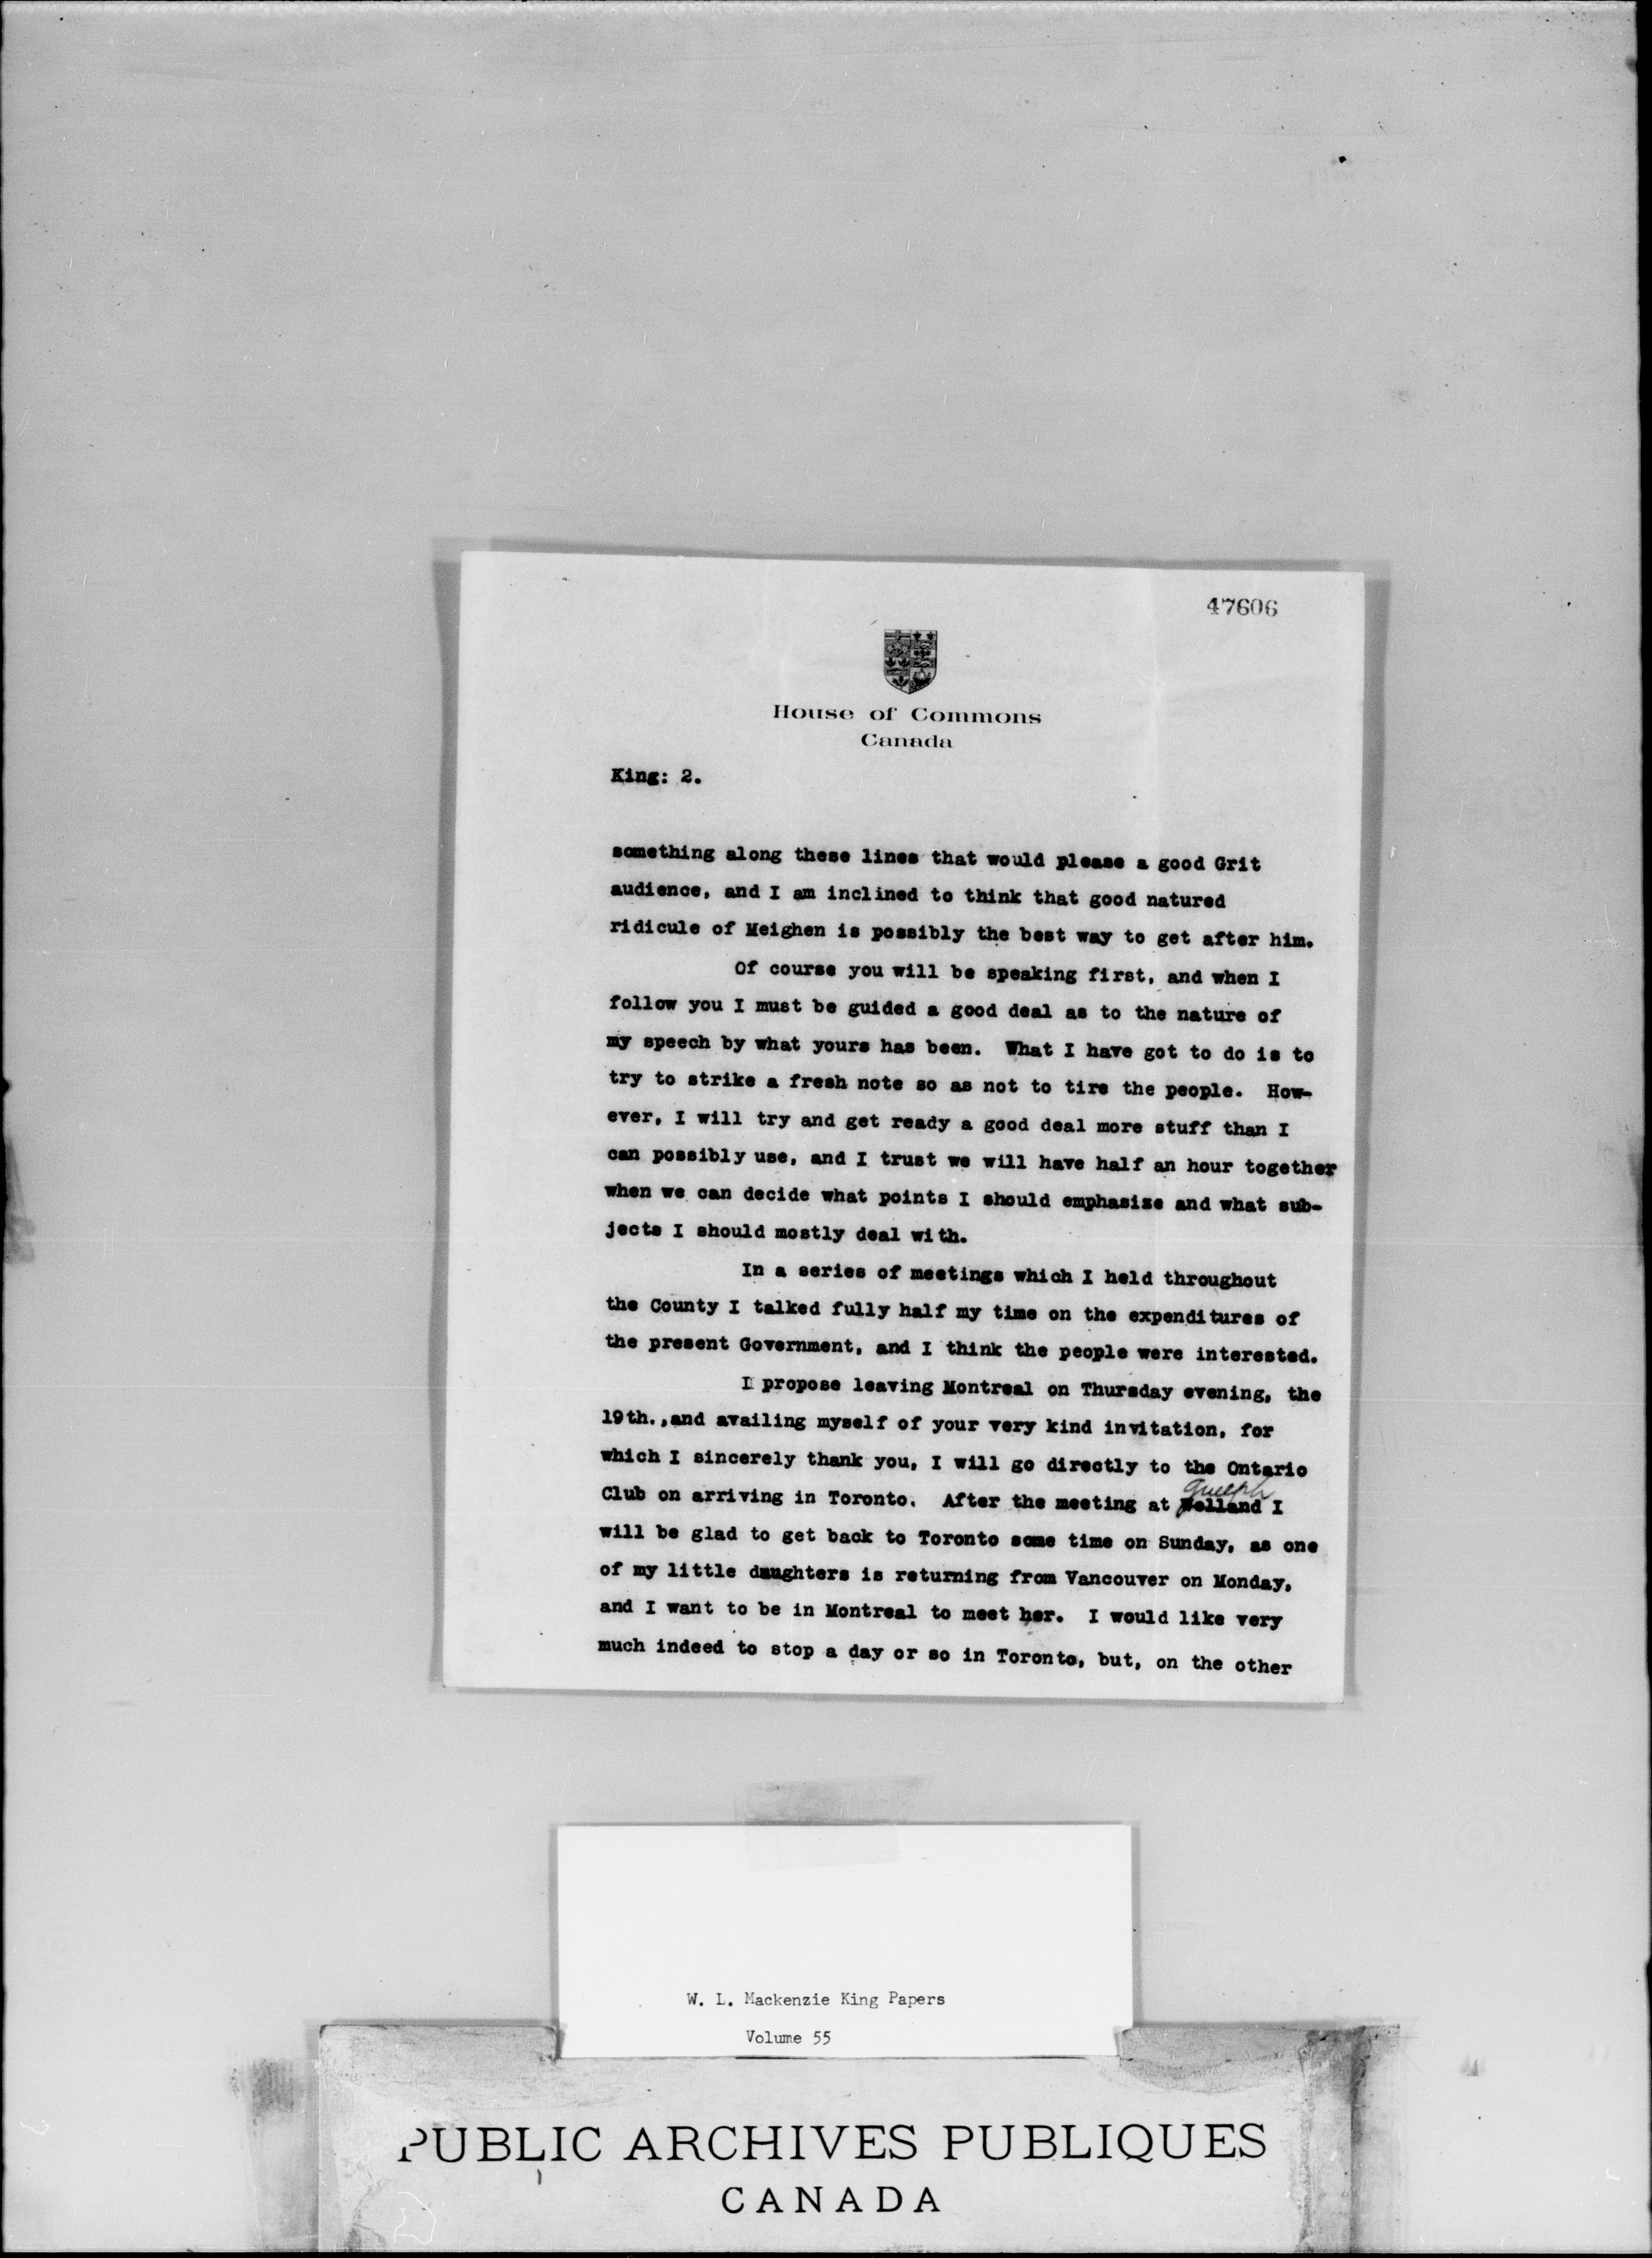 47606
House of Commons
Canada
King: 2.
something along these lines that would please a good Grit
audience, and I am inclined to think that good natured
ridicule of Meighen is possibly the best way to get after him.
Of course you will be speaking first, and when I
follow you I must be guided a good deal as to the nature of
my speech by what yours has been. What I have got to do is to
try to strike a fresh note so as not to tire the people. How-
ever, I will try and get ready a good deal more stuff than I
can possibly use, and I trust we will have half an hour together
when we can decide what points I should emphasize and what sub-
jects I should mostly deal with.
In a series of meetings which I held throughout
the County I talked fully half my time on the expenditures of
the present Government, and I think the people were interested.
I propose leaving Montreal on Thursday evening, the
19th., and availing myself of your very kind invitation, for
which I sincerely thank you, I will go directly to the Ontario
Guelph
Club on arriving in Toronto. After the meeting at Welland I
will be glad to get back to Toronto some time on Sunday, as one
of my little daughters is returning from Vancouver on Monday,
and I want to be in Montreal to meet her. I would like very
much indeed to stop a day or so in Toronto, but, on the other
W. L. Mackenzie King Papers
Volume 55
PUBLIC ARCHIVES PUBLIQUES
CANADA